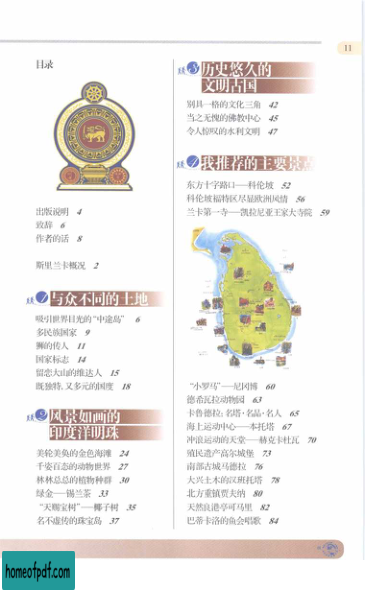 11
目录
出版说明 4
致辞 6
作者的话 8
斯里兰卡概况 2
与众不同的土地
吸引世界目光的“中途岛” 6
多民族国家 9
狮的传人 11
国家标志 14
留恋大山的维达人 15
既独特,又多元的国度 18
风景如画的
印度洋明珠
美轮美奂的金色海滩 24
千姿百态的动物世界 27
林林总总的植物种群 30
绿金——锡兰茶 33
“天赐宝树”——椰子树 35
名不虚传的珠宝岛 37
历史悠久的
文明古国
别具一格的文化三角 42
当之无愧的佛教中心 45
令人惊叹的水利文明 47
我推荐的主要景点
东方十字路口——科伦坡 52
科伦坡福特区尽显欧洲风情 56
兰卡第一寺——凯拉尼亚王家大寺院 59
“小罗马”——尼冈博 60
德希瓦拉动物园 63
卡鲁德拉:名塔·名品·名人 65
海上运动中心——本托塔 67
冲浪运动的天堂——赫克卡杜瓦 70
殖民遗产高尔城堡 73
南部古城马德拉 76
大兴土木的汉班托塔 78
北方重镇贾夫纳 80
天然良港亭可马里 82
巴蒂卡洛的鱼会唱歌 84
homeofpdf.com